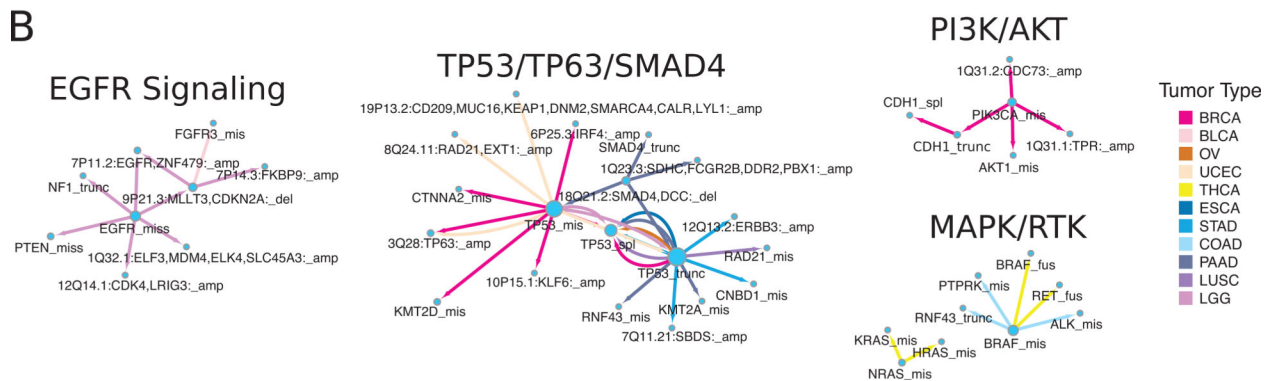 B
EGFR Signaling
FGFR3_mis
7P11.2:EGFR,ZNF479:_amp
7P14.3:FKBP9:_amp
NF1_trunc
9P21.3:MLLT3,CDKN2A:_del
EGFR_miss
PTEN_miss
1Q32.1:ELF3,MDM4,ELK4,SLC45A3:_amp
12Q14.1:CDK4,LRIG3:_amp
TP53/TP63/SMAD4
19P13.2:CD209,MUC16,KEAP1,DNM2,SMARCA4,CALR,LYL1:_amp
6P25.3:IRF4:_amp
8Q24.11:RAD21,EXT1:_amp
SMAD4_trunc
1Q23.3:SDHC,FCGR2B,DDR2,PBX1:_amp
CTNNA2_mis
18Q21.2:SMAD4,DCC:_del
TP53_mis
12Q13.2:ERBB3:_amp
3Q28:TP63:_amp
TP53_spl
RAD21_mis
TP53_trunc
10P15.1:KLF6:_amp
CNBD1_mis
KMT2D_mis
RNF43_mis
KMT2A_mis
7Q11.21:SBDS:_amp
PI3K/AKT
1Q31.2:CDC73:_amp
CDH1_spl
PIK3CA_mis
CDH1_trunc
1Q31.1:TPR:_amp
AKT1_mis
MAPK/RTK
BRAF_fus
PTPRK_mis
RET_fus
RNF43_trunc
ALK_mis
KRAS_mis
BRAF_mis
HRAS_mis
NRAS_mis
Tumor Type
BRCA
BLCA
OV
UCEC
THCA
ESCA
STAD
COAD
PAAD
LUSC
LGG